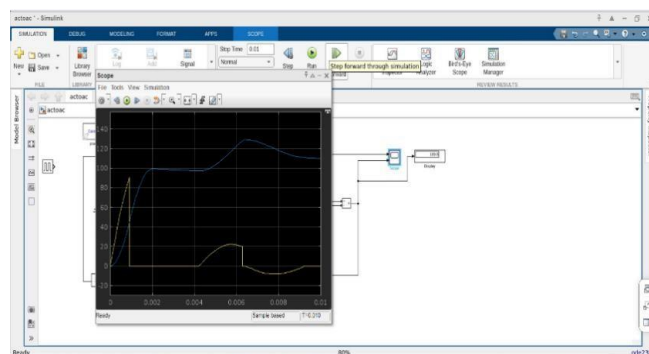 actoac * - Simulink
SIMULATION DEBUG MODELING FORMAT APPS SCOPE
New Open Save Library Browser Log Add Signal Stop Time 0.01 Normal Step Run Step forward through simulation Logic Analyzer Bird's-Eye Scope Simulation Manager
FILE LIBRARY REVIEW RESULTS
Model Browser
actoac
actoac
Scope
File Tools View Simulation
140
120
100
80
60
40
20
0
-20
0 0.002 0.004 0.006 0.008 0.01
Ready Sample based
Ready 80%